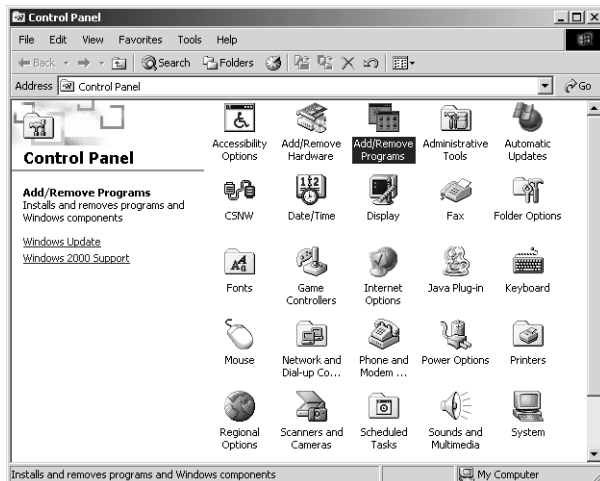 Control Panel
File Edit View Favorites Tools Help
Back Search Folders
Address Control Panel Go
Control Panel
Add/Remove Programs
Installs and removes programs and
Windows components
Windows Update
Windows 2000 Support
Accessibility Options
Add/Remove Hardware
Add/Remove Programs
Administrative Tools
Automatic Updates
CSNW
Date/Time
Display
Fax
Folder Options
Fonts
Game Controllers
Internet Options
Java Plug-in
Keyboard
Mouse
Network and Dial-up Co...
Phone and Modem ...
Power Options
Printers
Regional Options
Scanners and Cameras
Scheduled Tasks
Sounds and Multimedia
System
Installs and removes programs and Windows components My Computer